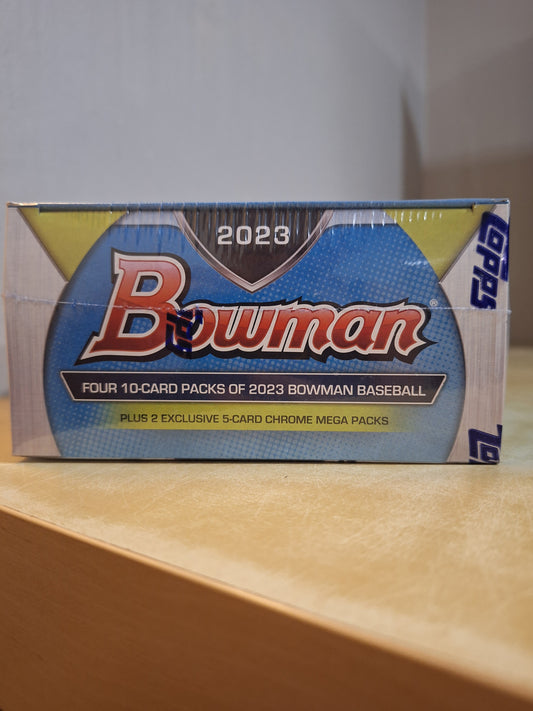 2023
Bowman®
FOUR 10-CARD PACKS OF 2023 BOWMAN BASEBALL
PLUS 2 EXCLUSIVE 5-CARD CHROME MEGA PACKS
Topps